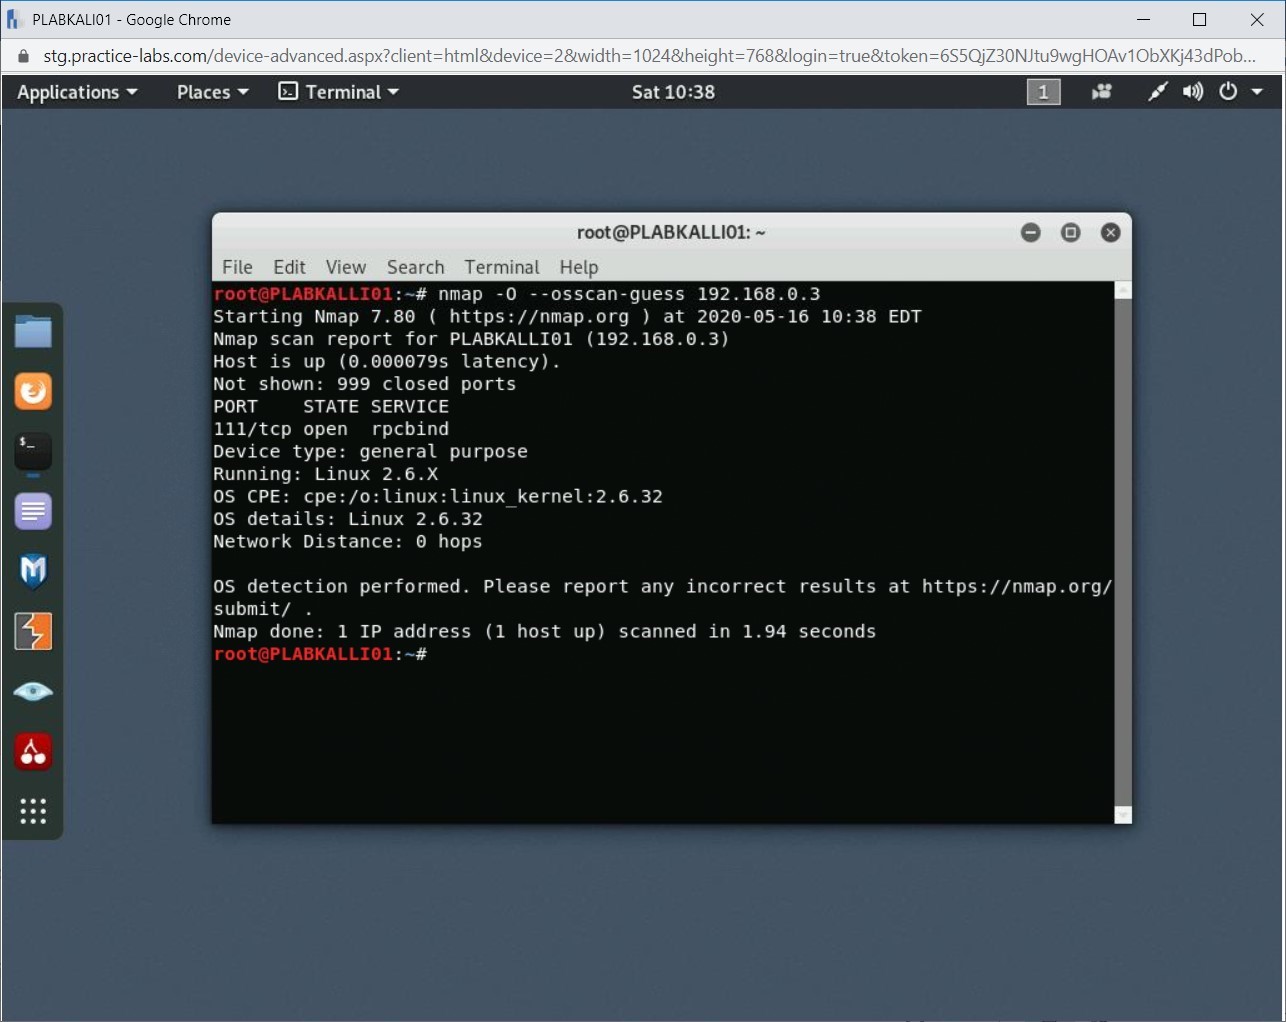 PLABKALI01 - Google Chrome
stg.practice-labs.com/device-advanced.aspx?client=html&device=2&width=1024&height=768&login=true&token=6S5QjZ30NJtu9wgHOAv1ObXKj43dPob...
Applications Places Terminal Sat 10:38 1
root@PLABKALLI01: ~
File Edit View Search Terminal Help
root@PLABKALLI01:~# nmap -O --osscan-guess 192.168.0.3
Starting Nmap 7.80 ( https://nmap.org ) at 2020-05-16 10:38 EDT
Nmap scan report for PLABKALLI01 (192.168.0.3)
Host is up (0.000079s latency).
Not shown: 999 closed ports
PORT    STATE SERVICE
111/tcp open  rpcbind
Device type: general purpose
Running: Linux 2.6.X
OS CPE: cpe:/o:linux:linux_kernel:2.6.32
OS details: Linux 2.6.32
Network Distance: 0 hops
OS detection performed. Please report any incorrect results at https://nmap.org/
submit/ .
Nmap done: 1 IP address (1 host up) scanned in 1.94 seconds
root@PLABKALLI01:~#
$_